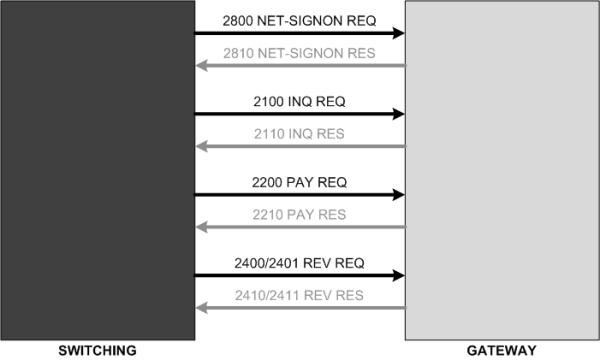 2800 NET-SIGNON REQ
2810 NET-SIGNON RES
2100 INQ REQ
2110 INQ RES
2200 PAY REQ
2210 PAY RES
2400/2401 REV REQ
2410/2411 REV RES
SWITCHING
GATEWAY